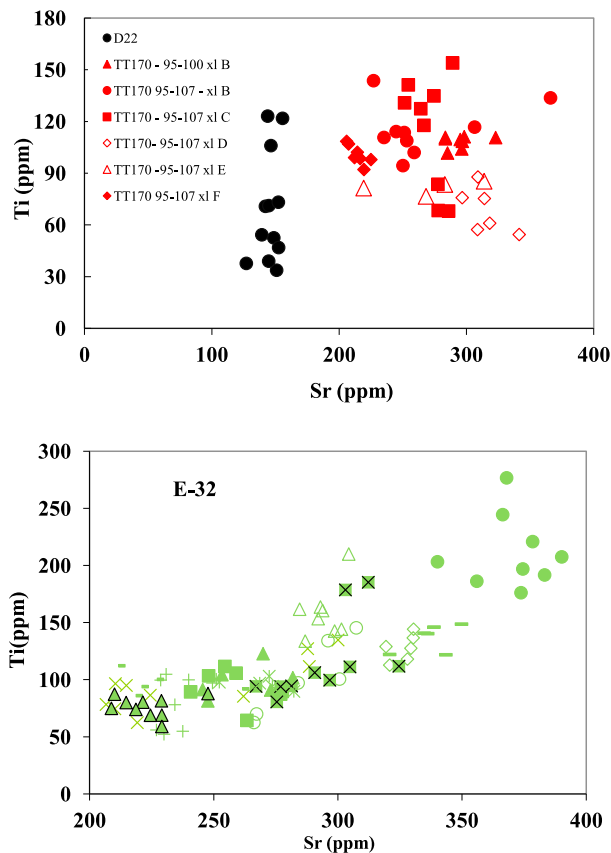 180
150
120
90
60
30
0
Ti (ppm)
D22
TT170 - 95-100 xl B
TT170 95-107 - xl B
TT170 - 95-107 xl C
TT170- 95-107 xl D
TT170- 95-107 xl E
TT170 95-107 xl F
0 100 200 300 400
Sr (ppm)
300
250
200
150
100
50
0
Ti(ppm)
E-32
200 250 300 350 400
Sr (ppm)